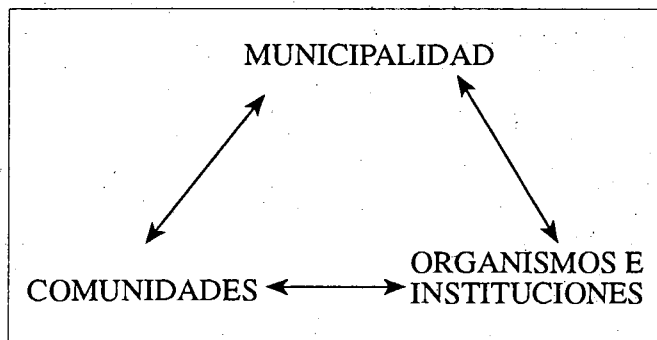 MUNICIPALIDAD
COMUNIDADES
ORGANISMOS E
INSTITUCIONES